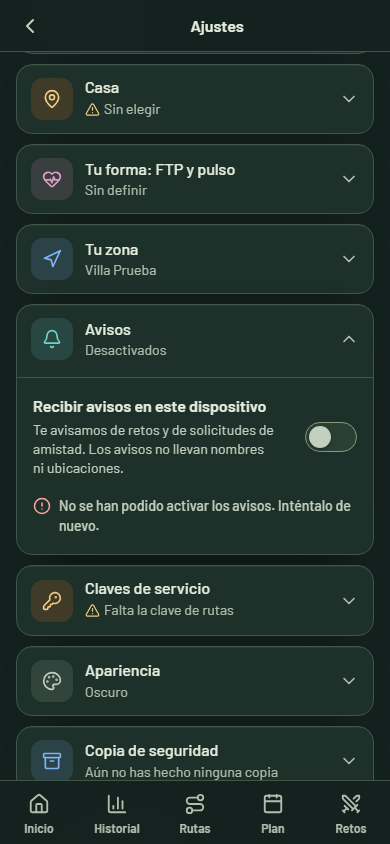 Ajustes
Casa
Sin elegir
Tu forma: FTP y pulso
Sin definir
Tu zona
Villa Prueba
Avisos
Desactivados
Recibir avisos en este dispositivo
Te avisamos de retos y de solicitudes de
amistad. Los avisos no llevan nombres
ni ubicaciones.
No se han podido activar los avisos. Inténtalo de
nuevo.
Claves de servicio
Falta la clave de rutas
Apariencia
Oscuro
Copia de seguridad
Aún no has hecho ninguna copia
Inicio
Historial
Rutas
Plan
Retos